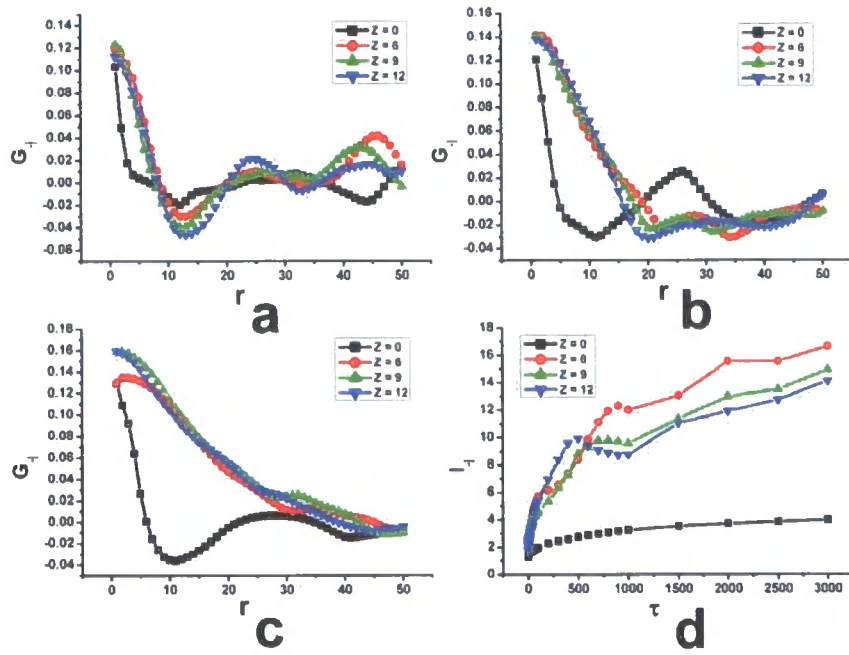 0.14
0.12
0.10
0.08
0.06
0.04
0.02
0.00
-0.02
-0.04
-0.06
-0.08
G
Z = 0
Z = 6
Z = 9
Z = 12
0 10 20 30 40 50
r
a
0.16
0.14
0.12
0.10
0.08
0.06
0.04
0.02
0.00
-0.02
-0.04
G
Z = 0
Z = 6
Z = 9
Z = 12
0 10 20 30 40 50
r
b
0.18
0.16
0.14
0.12
0.10
0.08
0.06
0.04
0.02
0.00
-0.02
-0.04
G
Z = 0
Z = 6
Z = 9
Z = 12
0 10 20 30 40 50
r
c
18
16
14
12
10
8
6
4
2
0
Z = 0
Z = 6
Z = 9
Z = 12
0 500 1000 1500 2000 2500 3000
τ
d